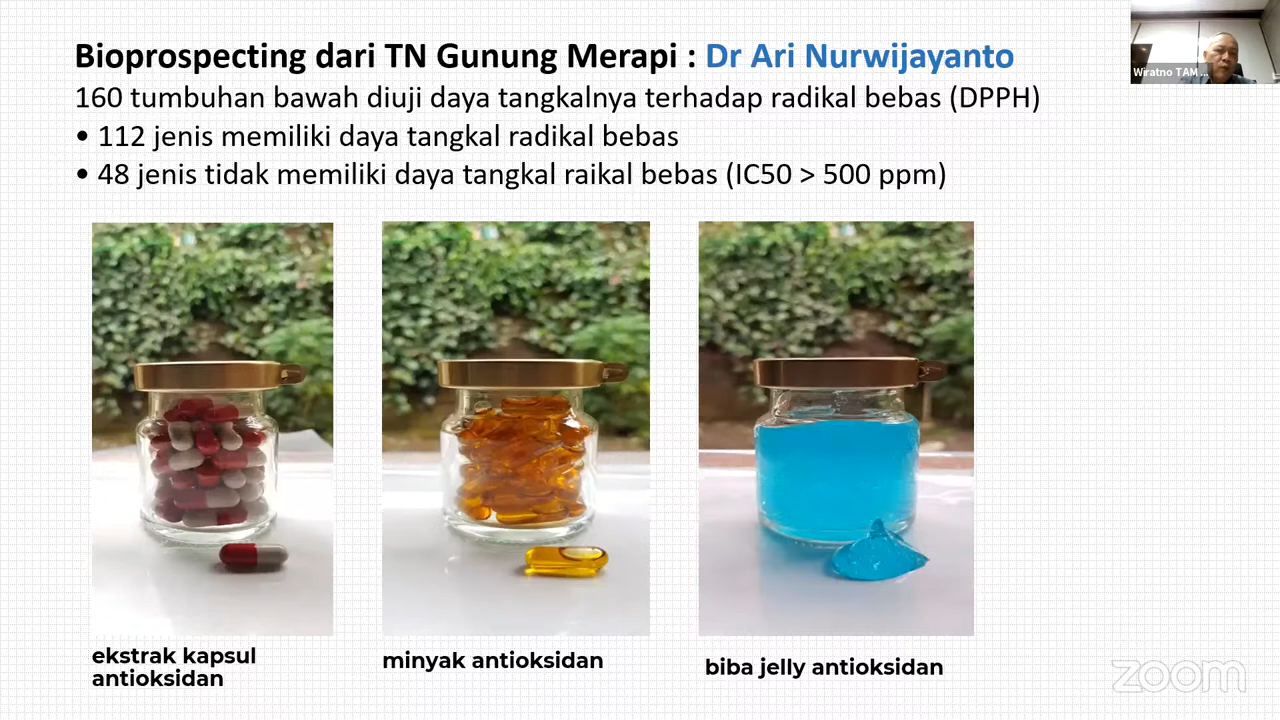 Bioprospecting dari TN Gunung Merapi : Dr Ari Nurwijayanto
160 tumbuhan bawah diuji daya tangkalnya terhadap radikal bebas (DPPH)
• 112 jenis memiliki daya tangkal radikal bebas
• 48 jenis tidak memiliki daya tangkal raikal bebas (IC50 > 500 ppm)
Wiratno TAM ...
ekstrak kapsul
antioksidan
minyak antioksidan
biba jelly antioksidan
zoom